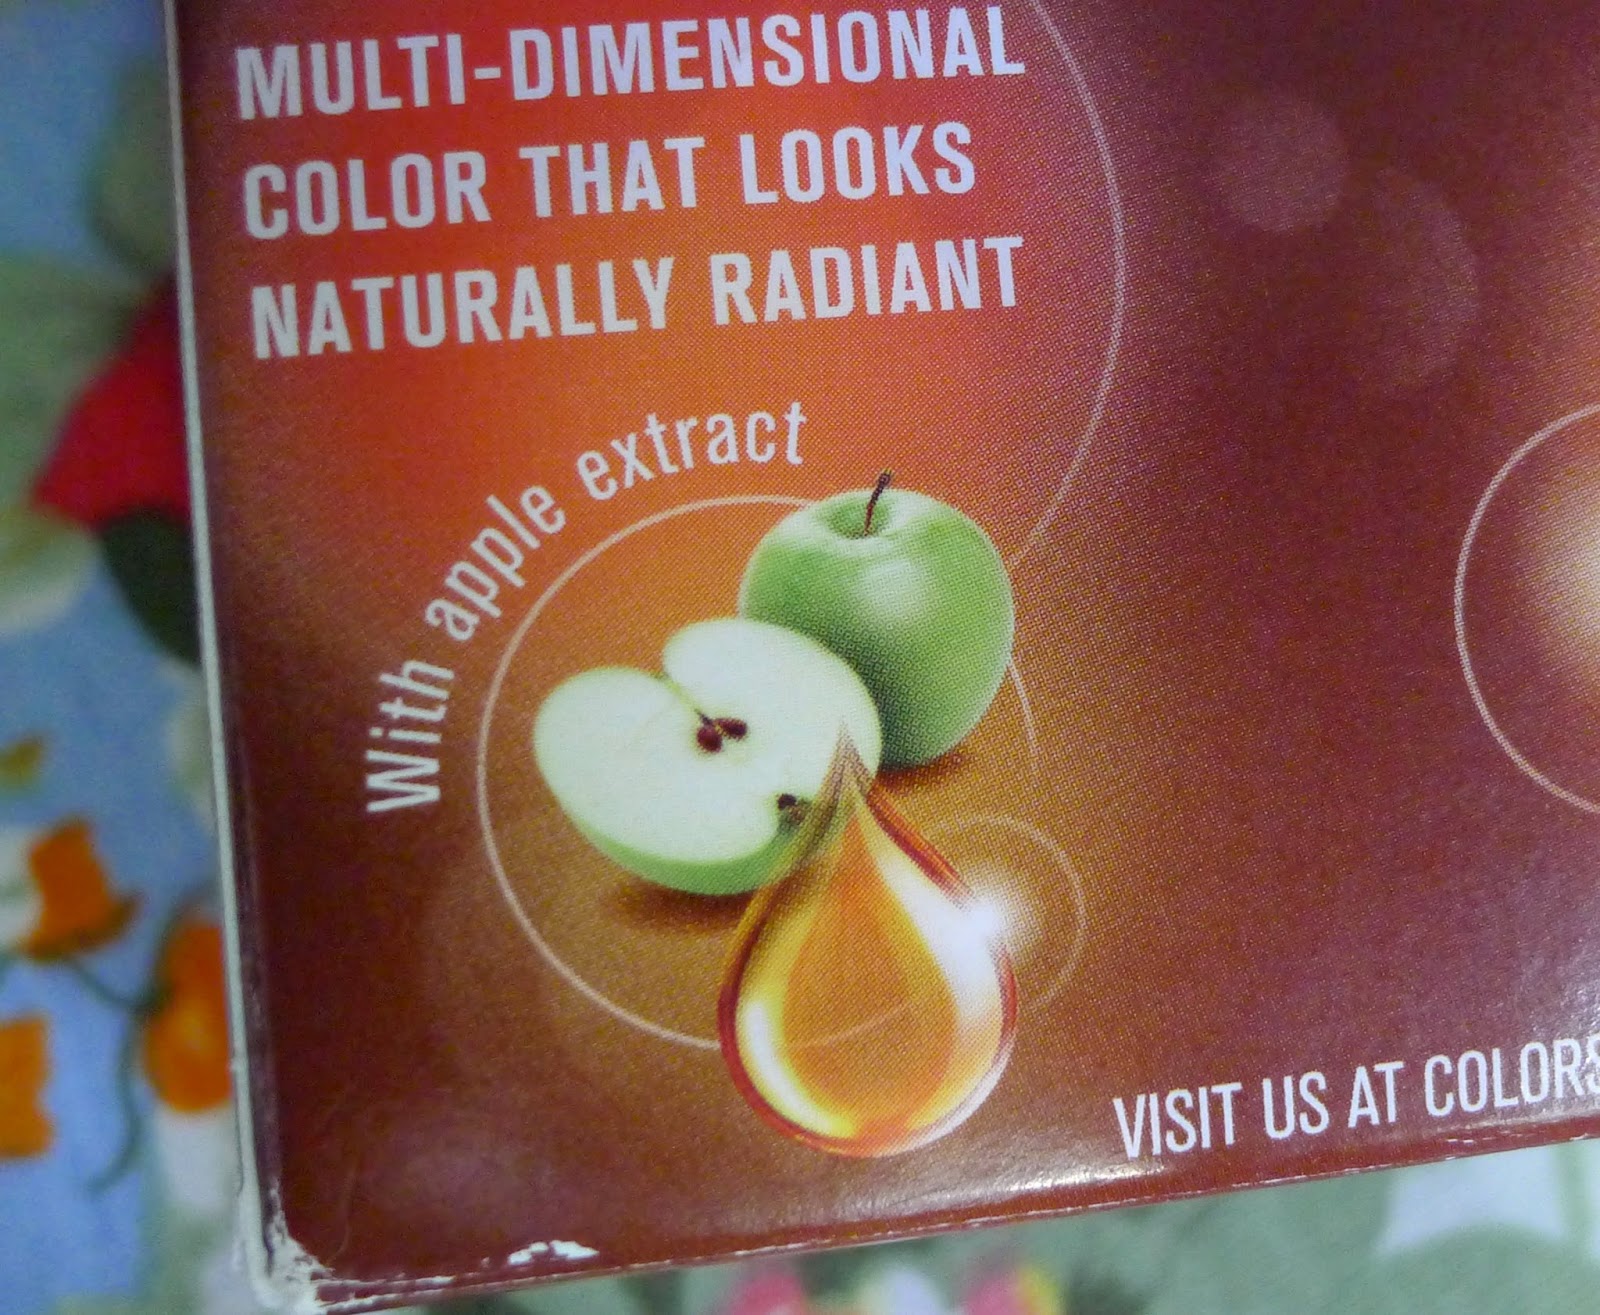 MULTI-DIMENSIONAL
COLOR THAT LOOKS
NATURALLY RADIANT
With apple extract
VISIT US AT COLORS